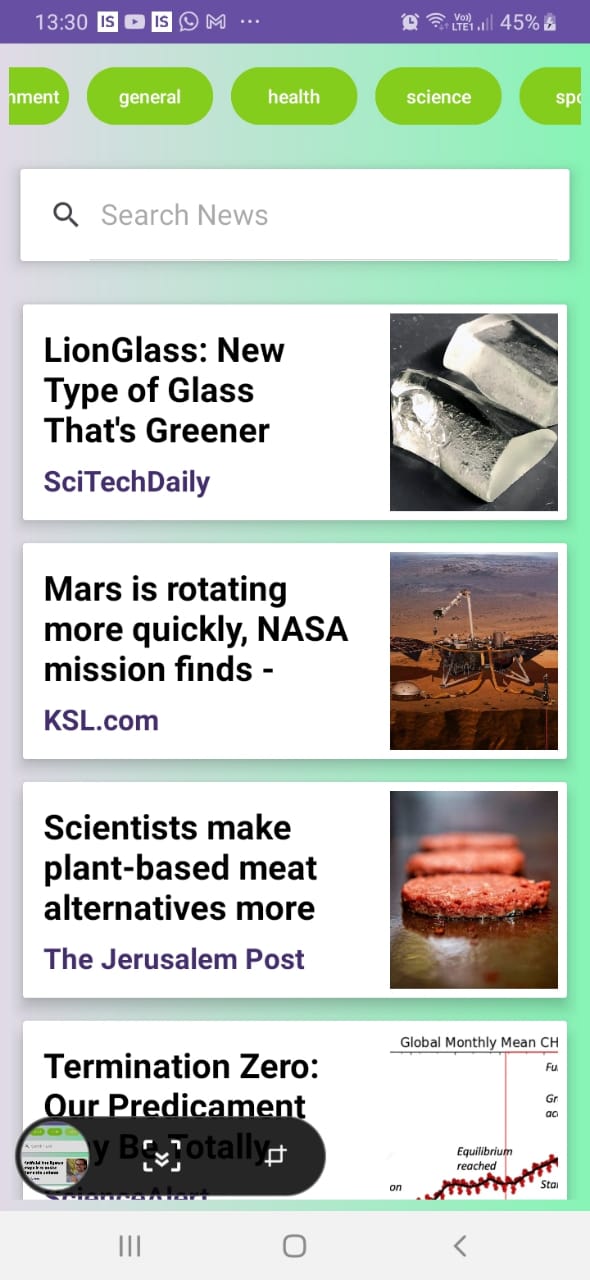 13:30 IS IS ··· Vo)) LTE1 45%
nment general health science spo
Search News
LionGlass: New
Type of Glass
That's Greener
SciTechDaily
Mars is rotating
more quickly, NASA
mission finds -
KSL.com
Scientists make
plant-based meat
alternatives more
The Jerusalem Post
Termination Zero:
Our Predicament
y Be Totally
ScienceAlert
Global Monthly Mean CH
Fu
Gr
ac
Equilibrium
reached
on
Sta